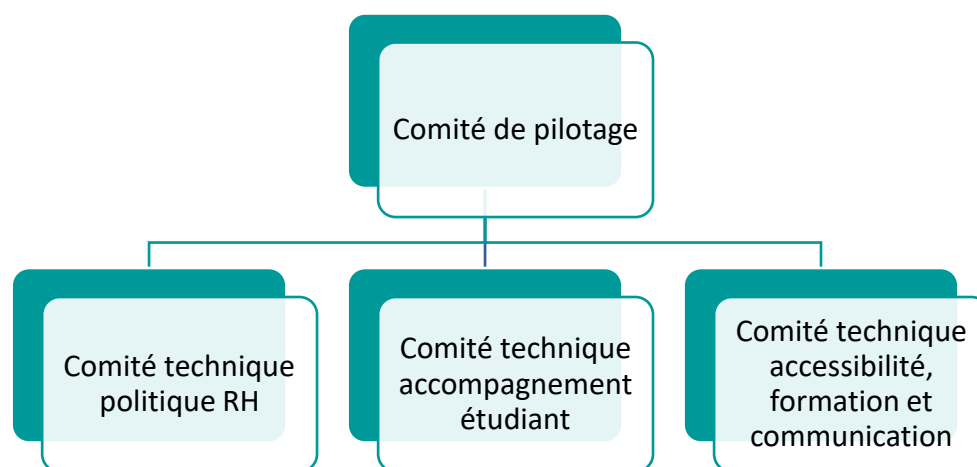 Comité de pilotage
Comité technique
politique RH
Comité technique
accompagnement
étudiant
Comité technique
accessibilité,
formation et
communication